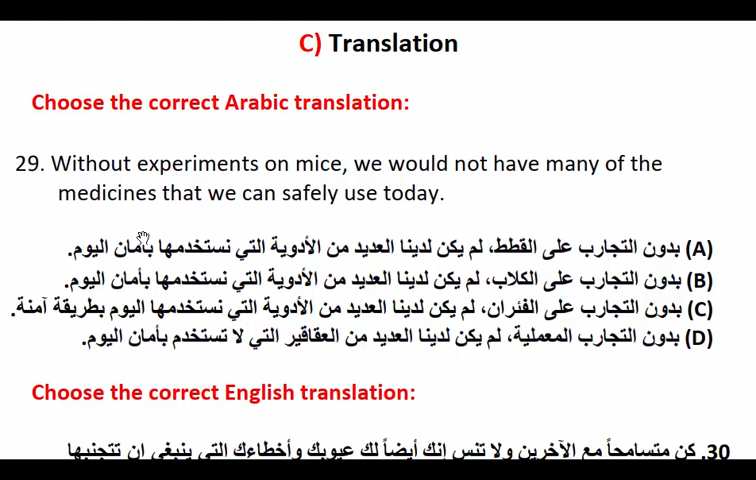 C) Translation
Choose the correct Arabic translation:
29. Without experiments on mice, we would not have many of the
medicines that we can safely use today.
(A) بدون التجارب على القطط، لم يكن لدينا العديد من الأدوية التي نستخدمها بأمان اليوم.
(B) بدون التجارب على الكلاب، لم يكن لدينا العديد من الأدوية التي نستخدمها بأمان اليوم.
(C) بدون التجارب على الفئران، لم يكن لدينا العديد من الأدوية التي نستخدمها اليوم بطريقة آمنة.
(D) بدون التجارب المعملية، لم يكن لدينا العديد من العقاقير التي لا تستخدم بأمان اليوم.
Choose the correct English translation:
30. كن متسامحاً مع الآخرين ولا تنس إنك أيضاً لك عيوبك وأخطاءك التي ينبغي ان تتجنبها